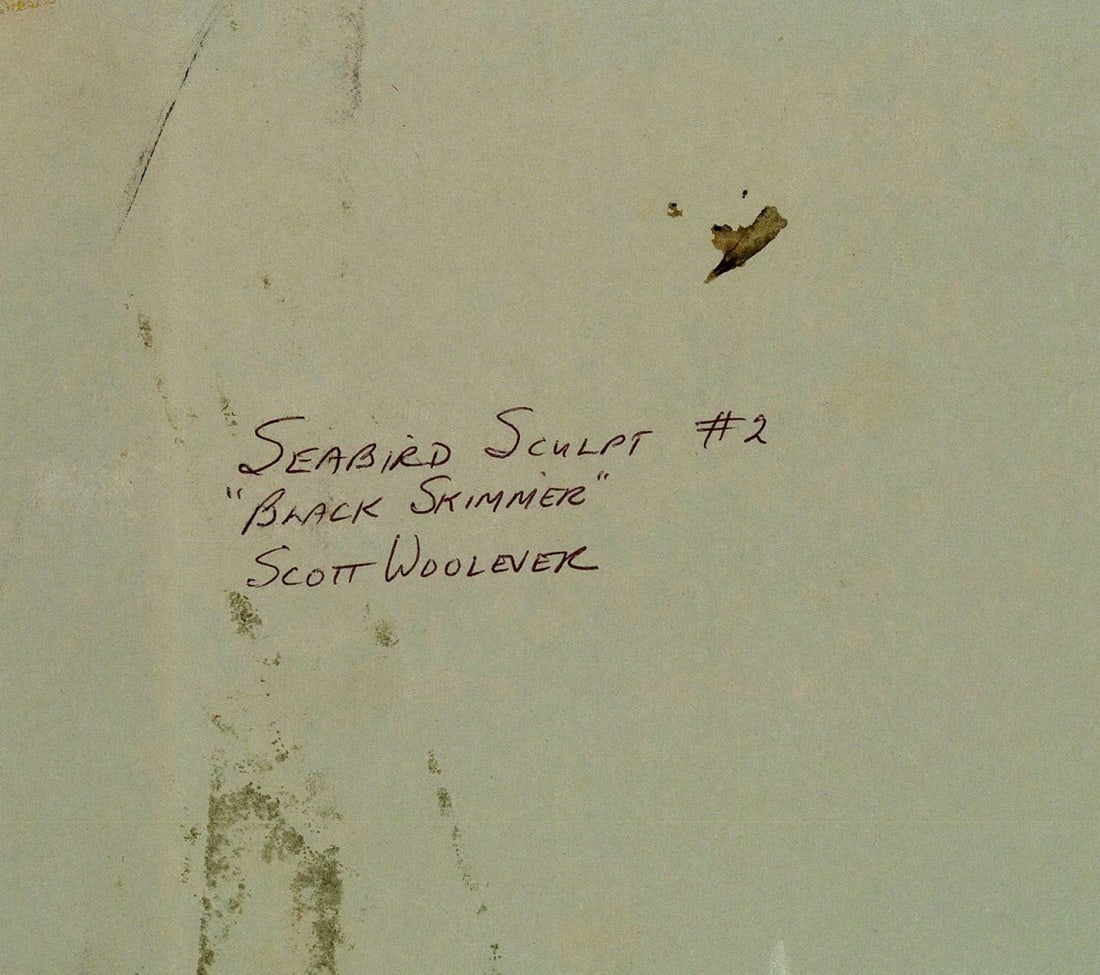 Seabird Sculpt #2
"Black Skimmer"
Scott Woolever